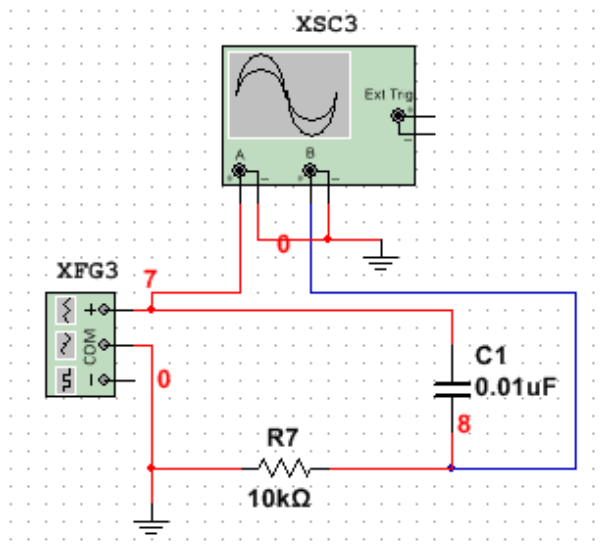 XSC3
Ext Trig
+
−
A
B
+
−
+
−
0
XFG3
7
+
COM
−
0
C1
0.01uF
8
R7
10kΩ